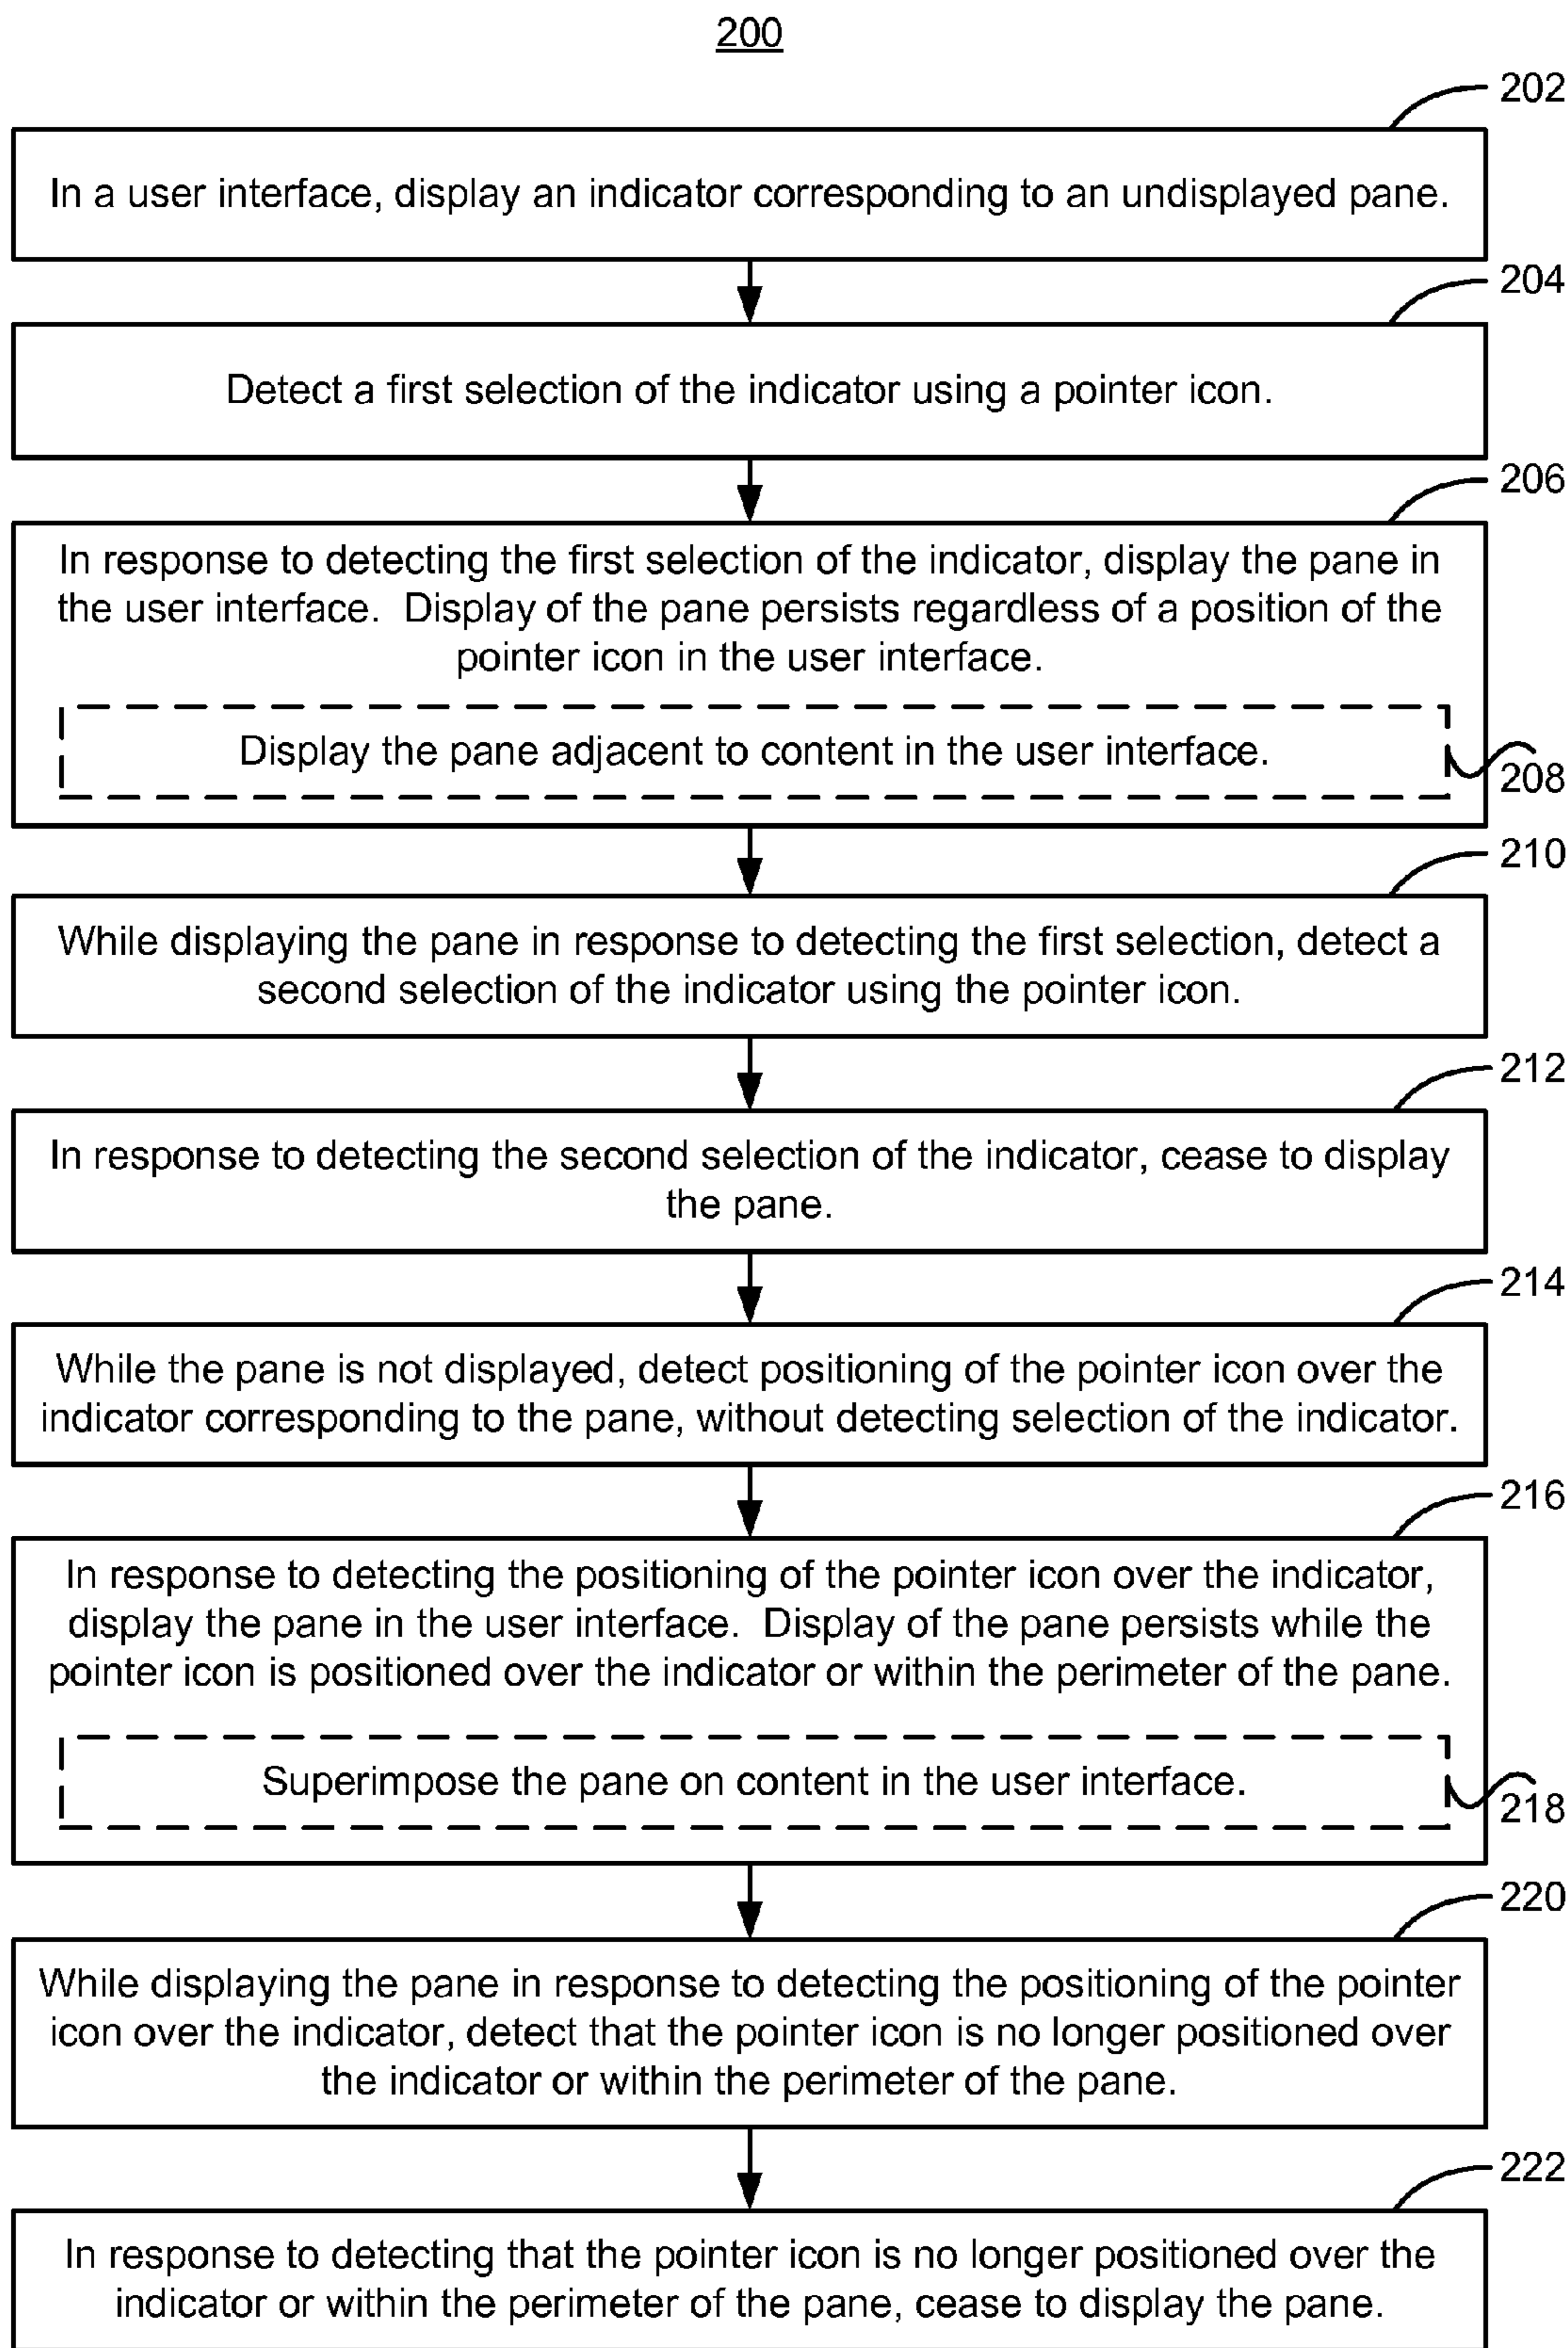 200
202
In a user interface, display an indicator corresponding to an undisplayed pane.
204
Detect a first selection of the indicator using a pointer icon.
206
In response to detecting the first selection of the indicator, display the pane in
the user interface.  Display of the pane persists regardless of a position of the
pointer icon in the user interface.
Display the pane adjacent to content in the user interface.
208
210
While displaying the pane in response to detecting the first selection, detect a
second selection of the indicator using the pointer icon.
212
In response to detecting the second selection of the indicator, cease to display
the pane.
214
While the pane is not displayed, detect positioning of the pointer icon over the
indicator corresponding to the pane, without detecting selection of the indicator.
216
In response to detecting the positioning of the pointer icon over the indicator,
display the pane in the user interface.  Display of the pane persists while the
pointer icon is positioned over the indicator or within the perimeter of the pane.
Superimpose the pane on content in the user interface.
218
220
While displaying the pane in response to detecting the positioning of the pointer
icon over the indicator, detect that the pointer icon is no longer positioned over
the indicator or within the perimeter of the pane.
222
In response to detecting that the pointer icon is no longer positioned over the
indicator or within the perimeter of the pane, cease to display the pane.